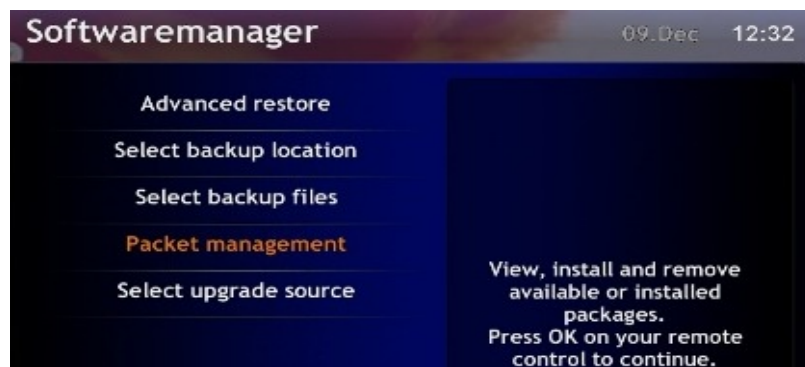 Softwaremanager
09.Dec 12:32
Advanced restore
Select backup location
Select backup files
Packet management
Select upgrade source
View, install and remove
available or installed
packages.
Press OK on your remote
control to continue.